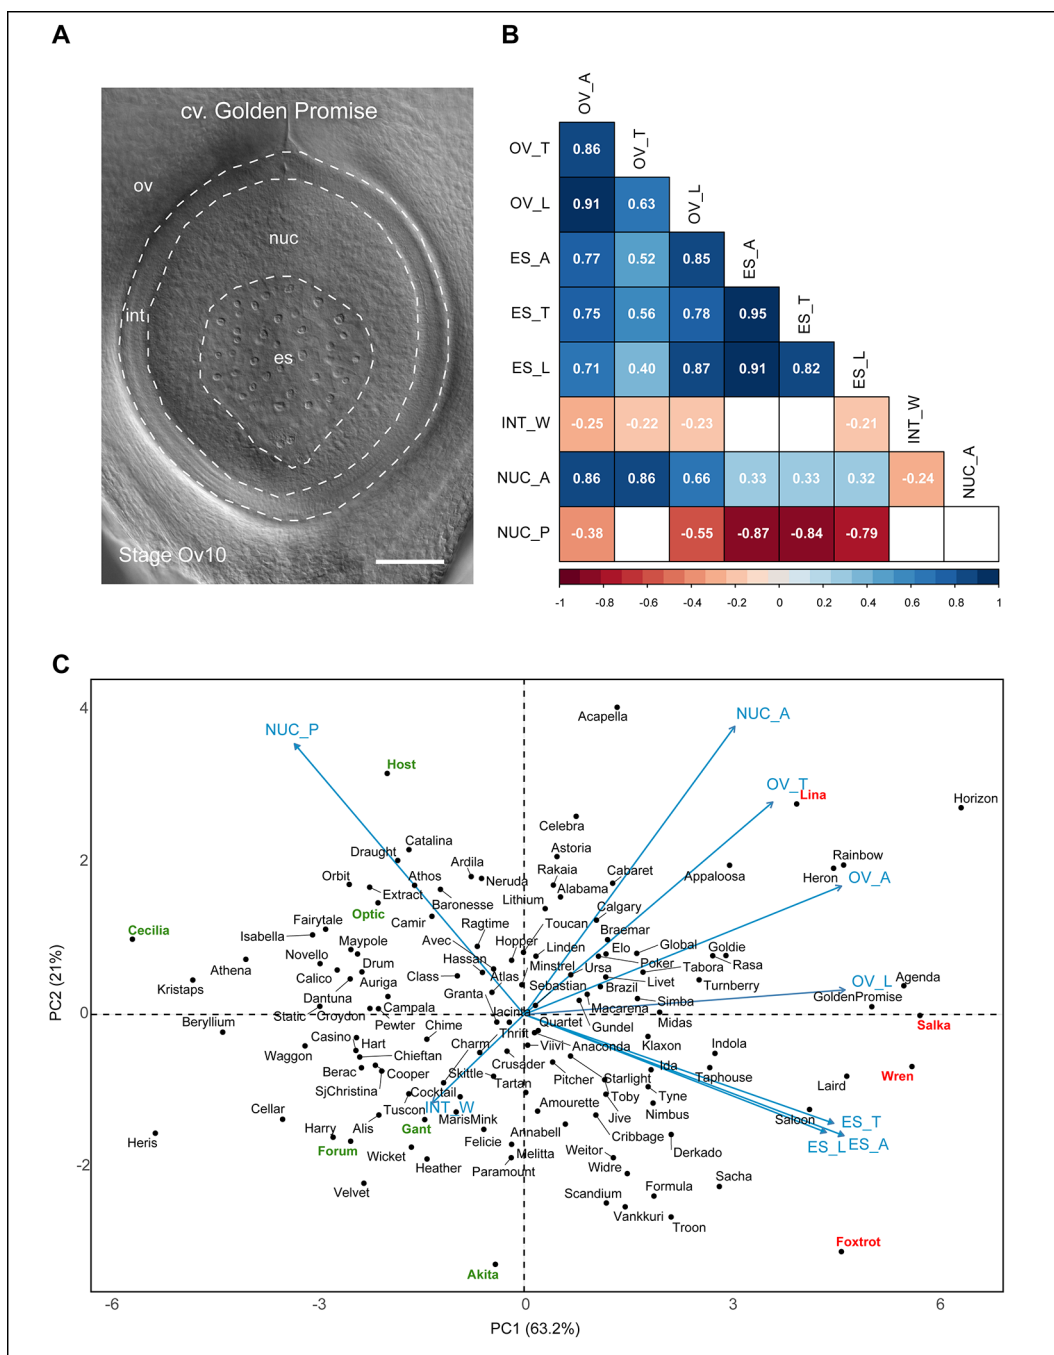 A
cv. Golden Promise
ov
nuc
int
es
Stage Ov10
B
OV_A
OV_T
OV_L
ES_A
ES_T
ES_L
INT_W
NUC_A
OV_T 0.86
OV_L 0.91 0.63
ES_A 0.77 0.52 0.85
ES_T 0.75 0.56 0.78 0.95
ES_L 0.71 0.40 0.87 0.91 0.82
INT_W -0.25 -0.22 -0.23 -0.21
NUC_A 0.86 0.86 0.66 0.33 0.33 0.32 -0.24
NUC_P -0.38 -0.55 -0.87 -0.84 -0.79
-1 -0.8 -0.6 -0.4 -0.2 0 0.2 0.4 0.6 0.8 1
C
PC2 (21%)
4
2
0
-2
NUC_P
Acapella
NUC_A
Host
OV_T
Lina
Horizon
Celebra
Catalina
Draught
Astoria
Ardila
Rakaia
Cabaret
Rainbow
Heron
Appaloosa
OV_A
Orbit
Athos
Neruda
Extract
Baronesse
Lithium
Alabama
Calgary
Optic
Fairytale
Camir
Ragtime
Toucan
Braemar
Cecilia
Isabella
Maypole
Avec
Hopper
Linden
Elo
Global
Goldie
Novello
Drum
Hassan
Minstrel
Ursa
Poker
Tabora
Rasa
Athena
Calico
Auriga
Class
Atlas
Sebastian
Brazil
Livet
Turnberry
OV_L
Agenda
Kristaps
Dantuna
Granta
GoldenPromise
Static
Croydon
Campala
Jacinta
Macarena
Simba
Beryllium
Pewter
Chime
Thrift
Quartet
Gundel
Midas
Salka
Casino
Hart
Charm
Viivi
Anaconda
Klaxon
Indola
Waggon
Chieftan
Crusader
Ida
Wren
Berac
Cooper
Skittle
Tartan
Pitcher
Starlight
Taphouse
Laird
SjChristina
Cocktail
Toby
Tyne
Cellar
Tuscon
INT_W
MarisMink
Amourette
Jive
Nimbus
Saloon
ES_T
Heris
Harry
Alis
Gant
Felicie
Annabell
Cribbage
ES_L
ES_A
Forum
Wicket
Melitta
Weitor
Derkado
Heather
Paramount
Widre
Velvet
Formula
Sacha
Scandium
Vankkuri
Troon
Foxtrot
Akita
-6 -3 0 3 6
PC1 (63.2%)